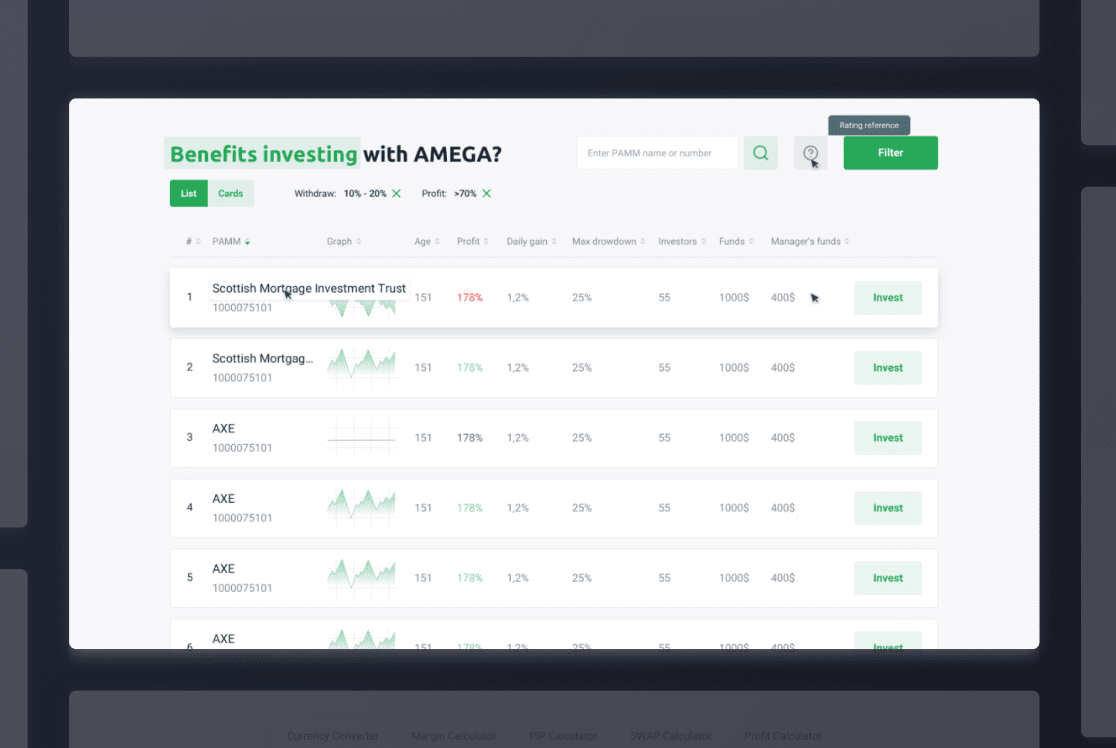 Rating reference
Benefits investing with AMEGA?
Enter PAMM name or number
Filter
List Cards Withdraw: 10% - 20% Profit: >70%
# PAMM Graph Age Profit Daily gain Max drowdown Investors Funds Manager's funds
1 Scottish Mortgage Investment Trust 151 178% 1,2% 25% 55 1000$ 400$ Invest
1000075101
2 Scottish Mortgag... 151 178% 1,2% 25% 55 1000$ 400$ Invest
1000075101
3 AXE 151 178% 1,2% 25% 55 1000$ 400$ Invest
1000075101
4 AXE 151 178% 1,2% 25% 55 1000$ 400$ Invest
1000075101
5 AXE 151 178% 1,2% 25% 55 1000$ 400$ Invest
1000075101
6 AXE 151 178% 1,2% 25% 55 1000$ 400$ Invest
Currency Converter Margin Calculator PIP Calculator SWAP Calculator Profit Calculator